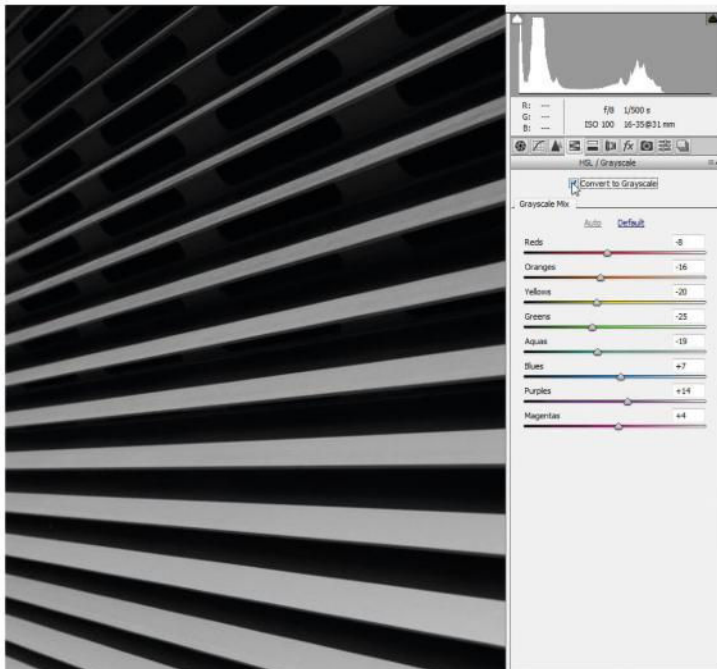 R: ---
G: ---
B: ---
f/8 1/500 s
ISO 100 16-35@31 mm
fx
HSL / Grayscale
Convert to Grayscale
Grayscale Mix
Auto Default
Reds -8
Oranges -16
Yellows -20
Greens -25
Aquas -19
Blues +7
Purples +14
Magentas +4